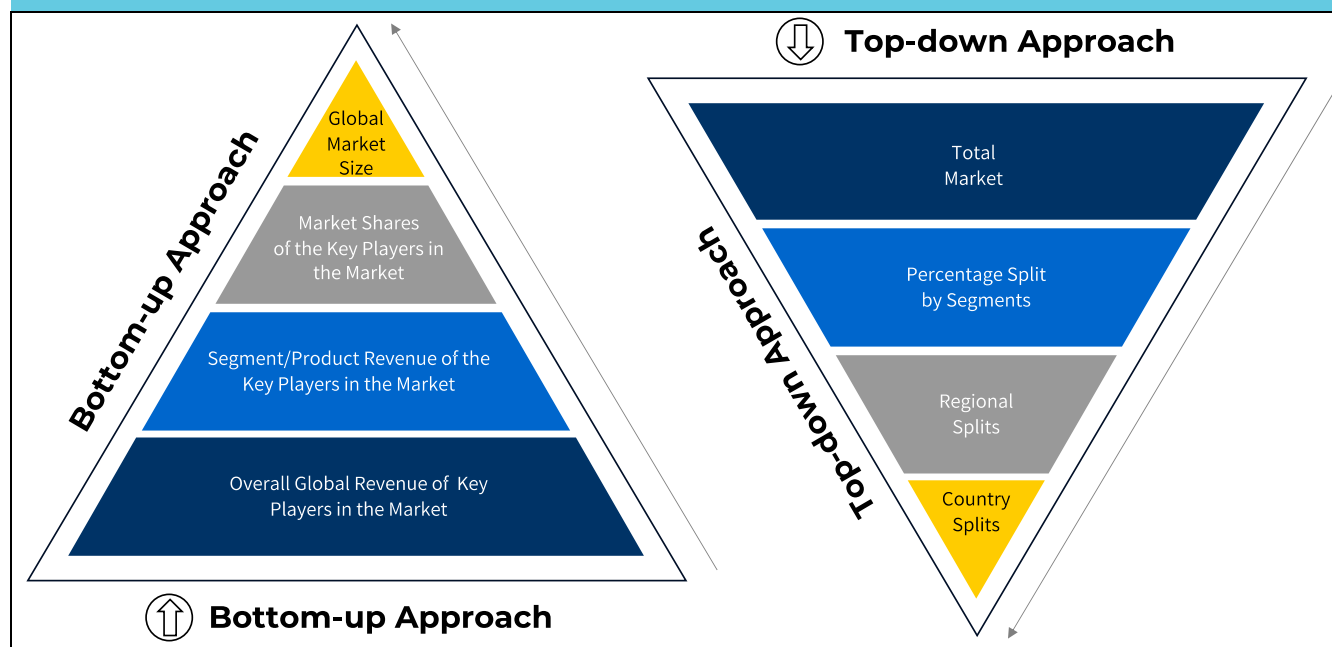 Bottom-up Approach
Global
Market
Size
Market Shares
of the Key Players in
the Market
Segment/Product Revenue of the
Key Players in the Market
Overall Global Revenue of Key
Players in the Market
Bottom-up Approach
Top-down Approach
Total
Market
Percentage Split
by Segments
Regional
Splits
Country
Splits
Top-down Approach